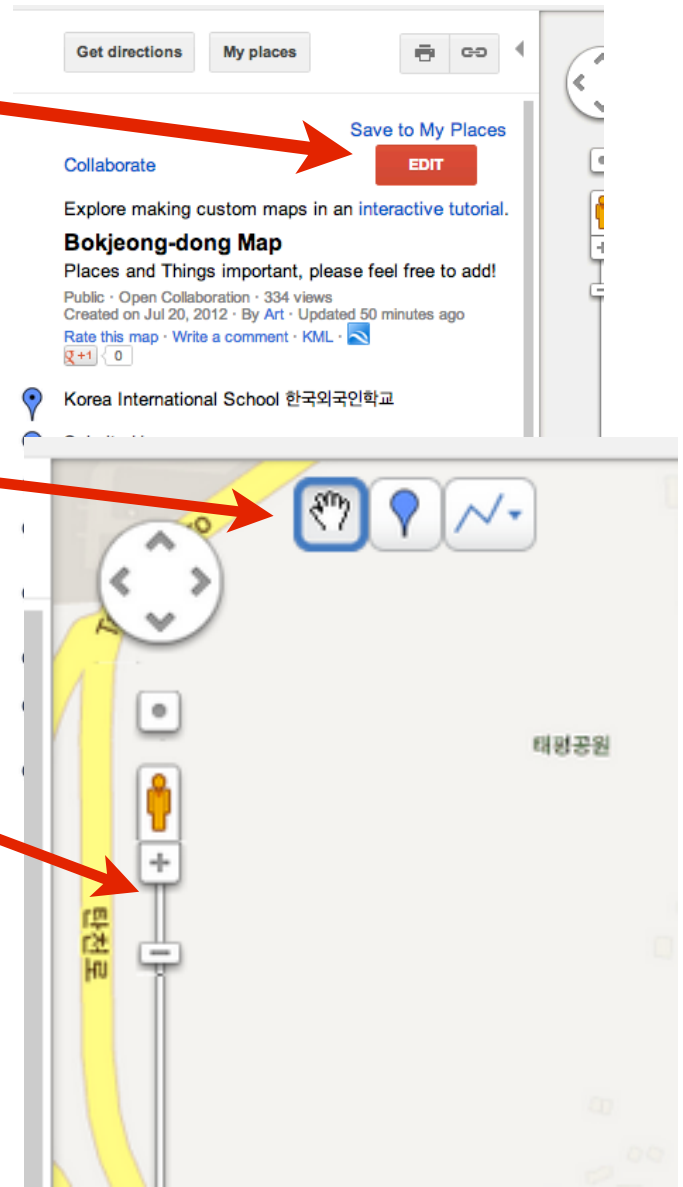 Get directions My places
Save to My Places
Collaborate EDIT
Explore making custom maps in an interactive tutorial.
Bokjeong-dong Map
Places and Things important, please feel free to add!
Public · Open Collaboration · 334 views
Created on Jul 20, 2012 · By Art · Updated 50 minutes ago
Rate this map · Write a comment · KML ·
g +1 0
Korea International School 한국외국인학교
태평공원
탄천로